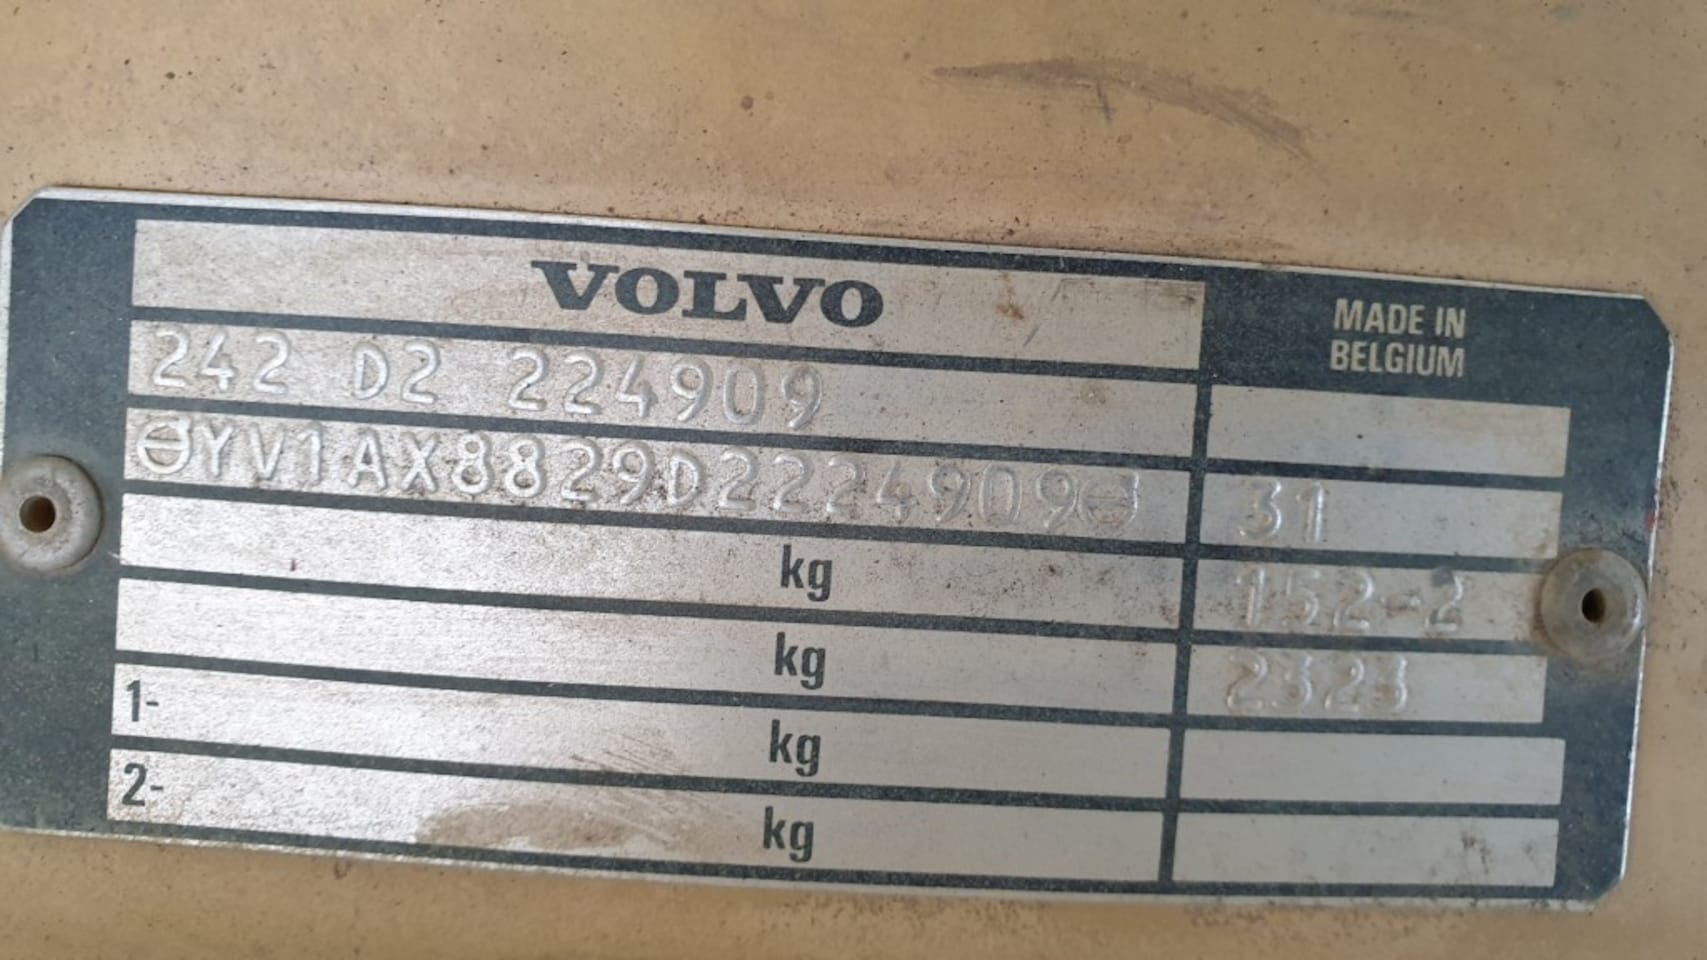 VOLVO
MADE IN
BELGIUM
242 D2 224909
YV1AX8829D2224909
31
kg
152-2
kg
2323
1-
kg
2-
kg